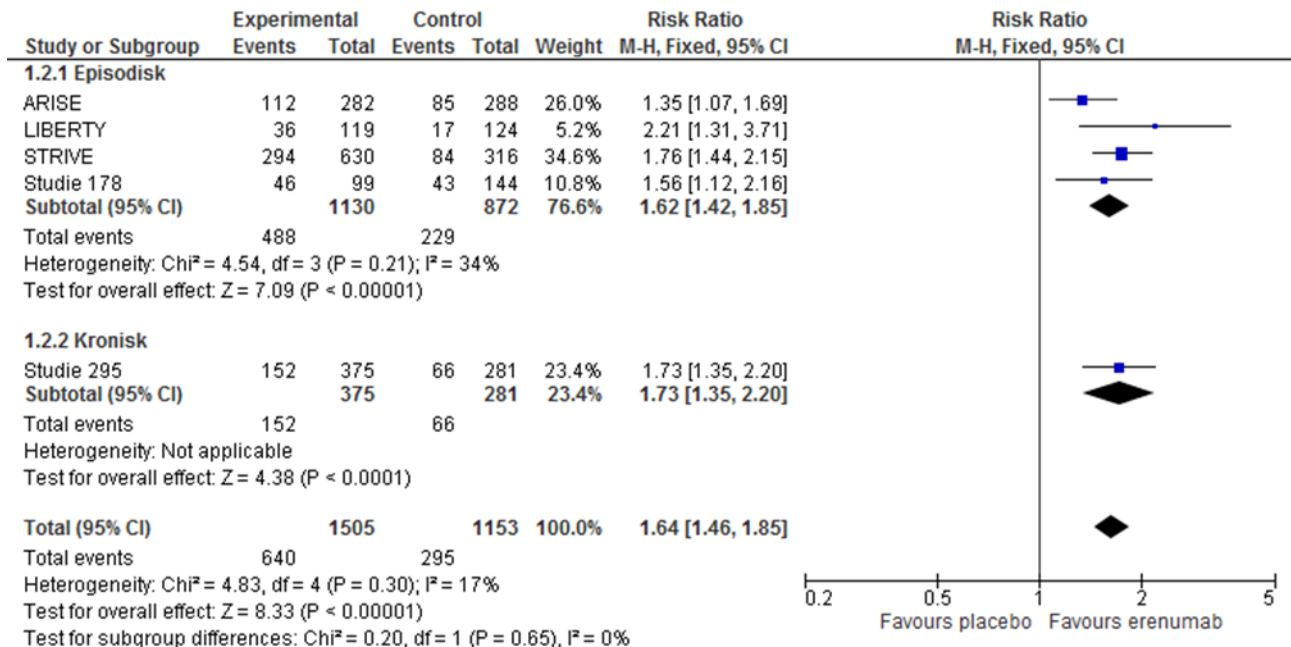 Experimental Control Risk Ratio Risk Ratio
Study or Subgroup Events Total Events Total Weight M-H, Fixed, 95% CI M-H, Fixed, 95% CI
1.2.1 Episodisk
ARISE 112 282 85 288 26.0% 1.35 [1.07, 1.69]
LIBERTY 36 119 17 124 5.2% 2.21 [1.31, 3.71]
STRIVE 294 630 84 316 34.6% 1.76 [1.44, 2.15]
Studie 178 46 99 43 144 10.8% 1.56 [1.12, 2.16]
Subtotal (95% CI) 1130 872 76.6% 1.62 [1.42, 1.85]
Total events 488 229
Heterogeneity: Chi² = 4.54, df = 3 (P = 0.21); I² = 34%
Test for overall effect: Z = 7.09 (P < 0.00001)
1.2.2 Kronisk
Studie 295 152 375 66 281 23.4% 1.73 [1.35, 2.20]
Subtotal (95% CI) 375 281 23.4% 1.73 [1.35, 2.20]
Total events 152 66
Heterogeneity: Not applicable
Test for overall effect: Z = 4.38 (P < 0.0001)
Total (95% CI) 1505 1153 100.0% 1.64 [1.46, 1.85]
Total events 640 295
Heterogeneity: Chi² = 4.83, df = 4 (P = 0.30); I² = 17%
Test for overall effect: Z = 8.33 (P < 0.00001)
Test for subgroup differences: Chi² = 0.20, df = 1 (P = 0.65), I² = 0%
0.2 0.5 1 2 5
Favours placebo Favours erenumab